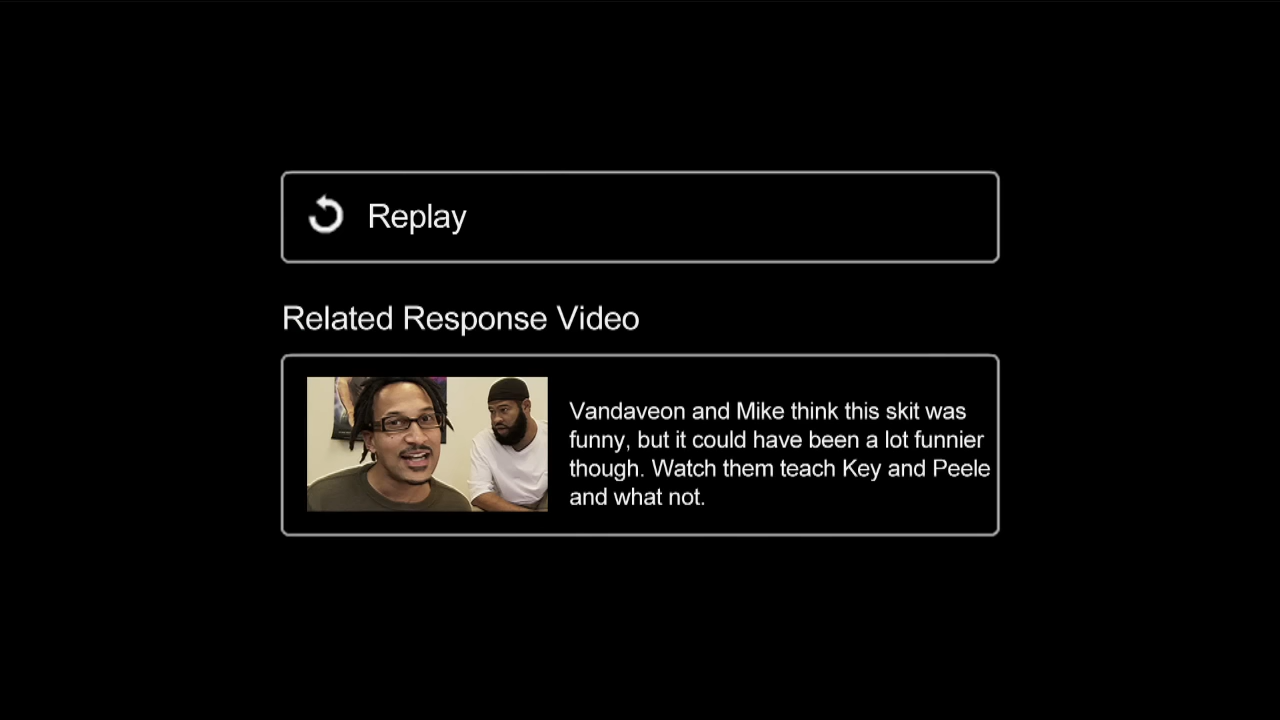 Replay
Related Response Video
Vandaveon and Mike think this skit was
funny, but it could have been a lot funnier
though. Watch them teach Key and Peele
and what not.